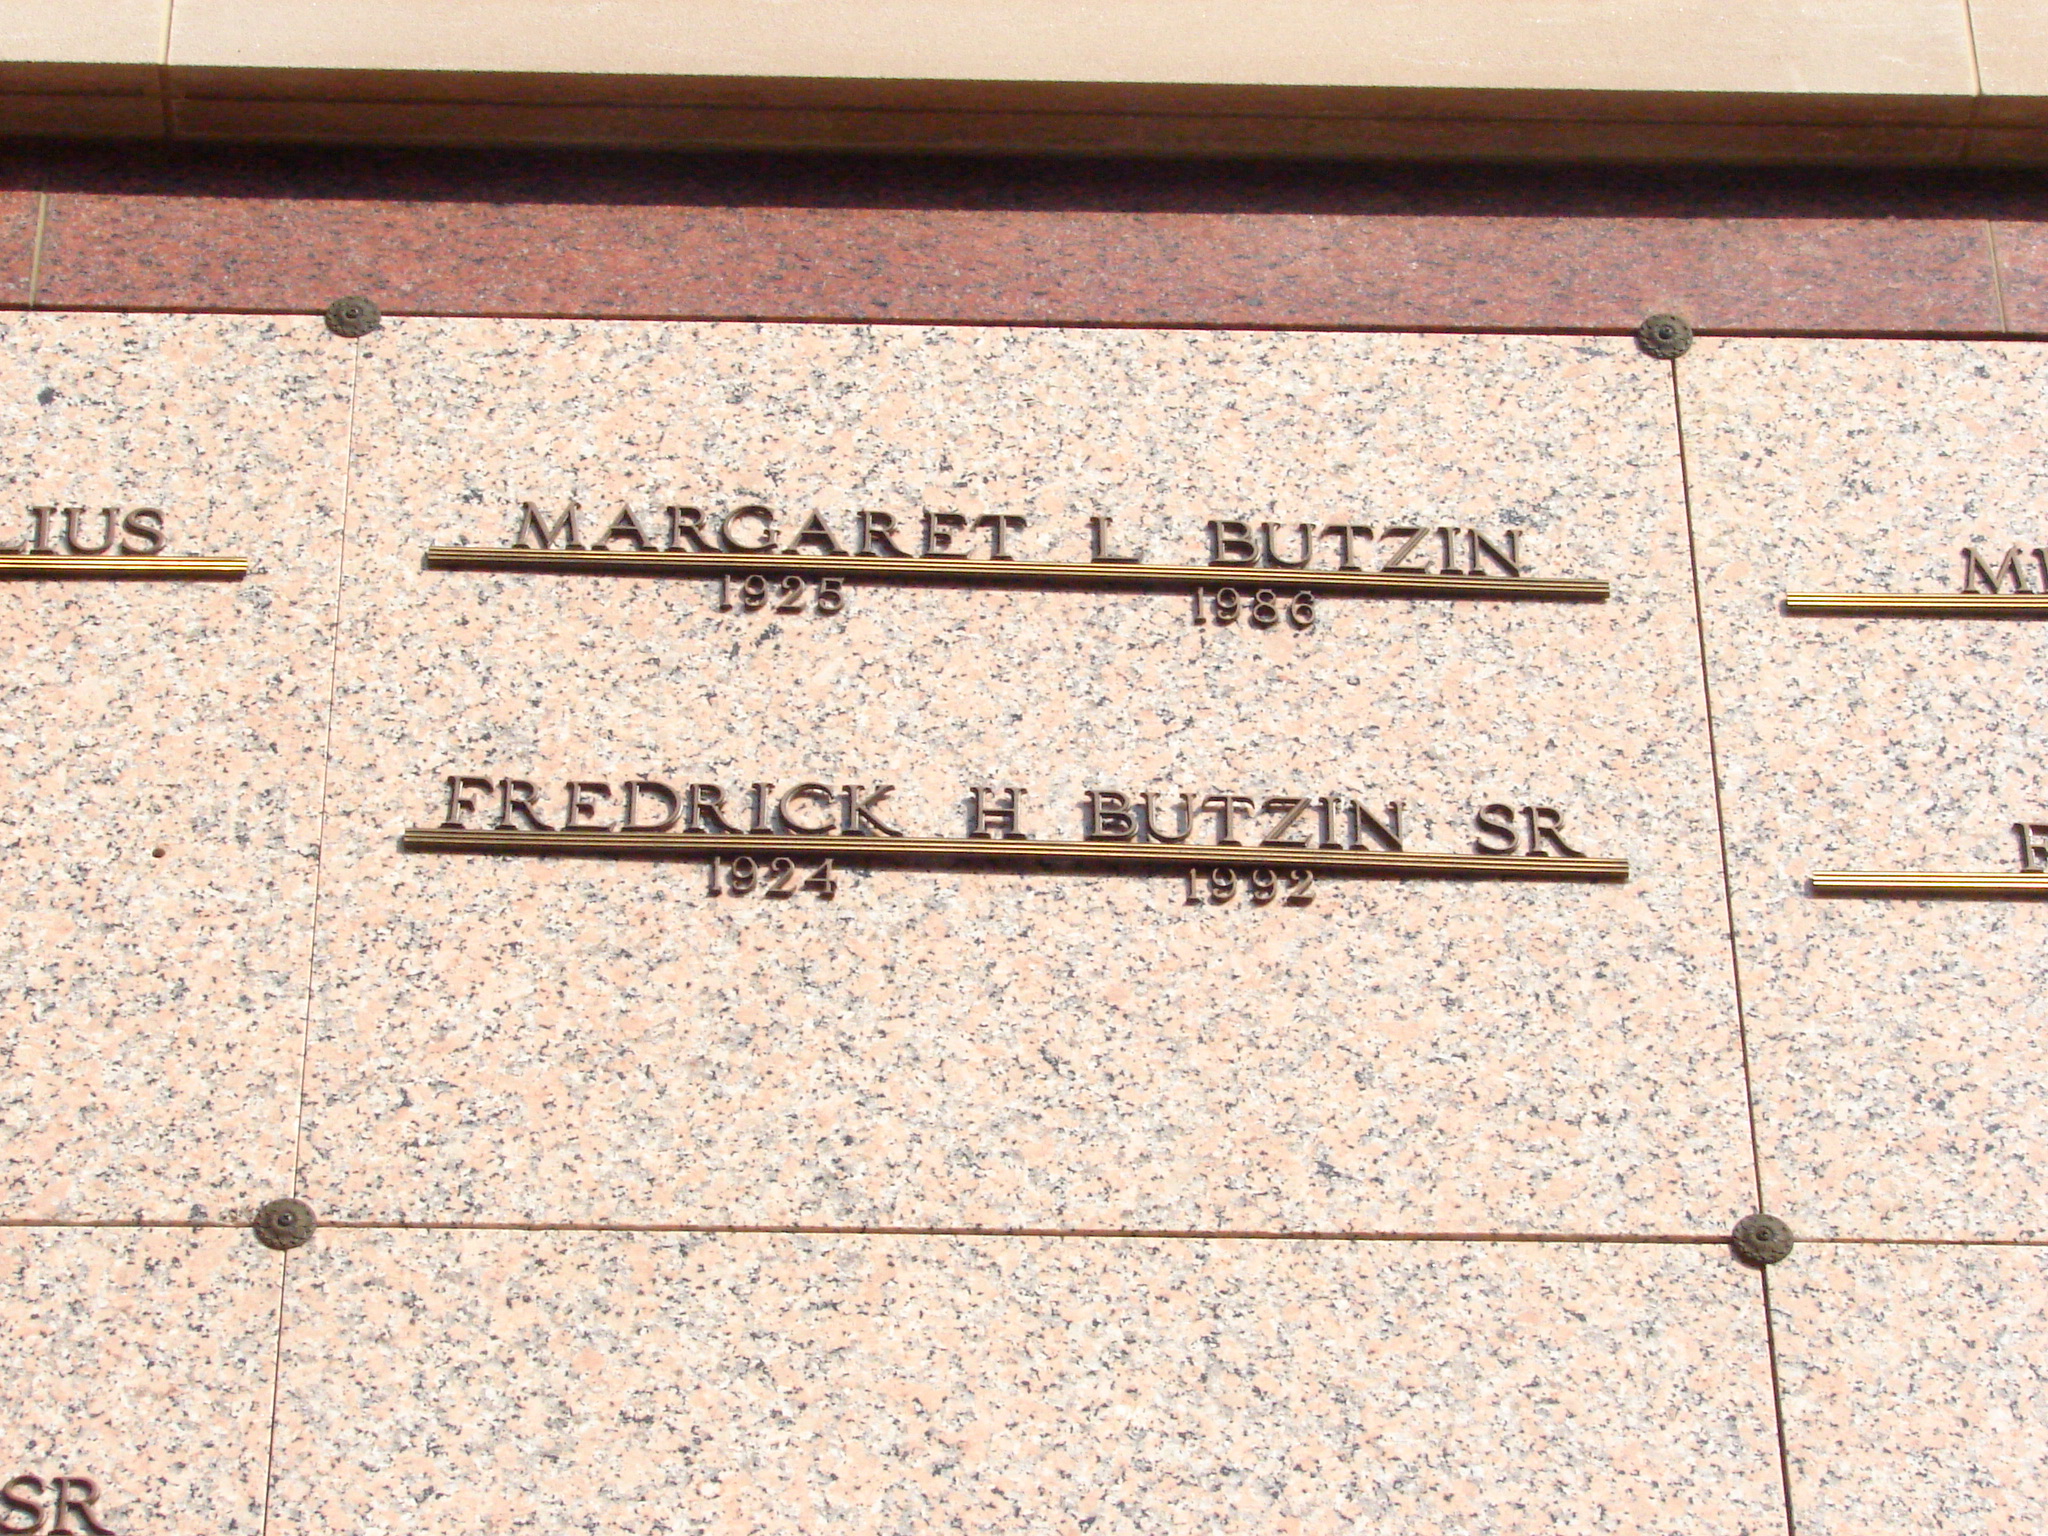 LIUS
MARGARET L BUTZIN
1925 1986
FREDRICK H BUTZIN SR
1924 1992
SR